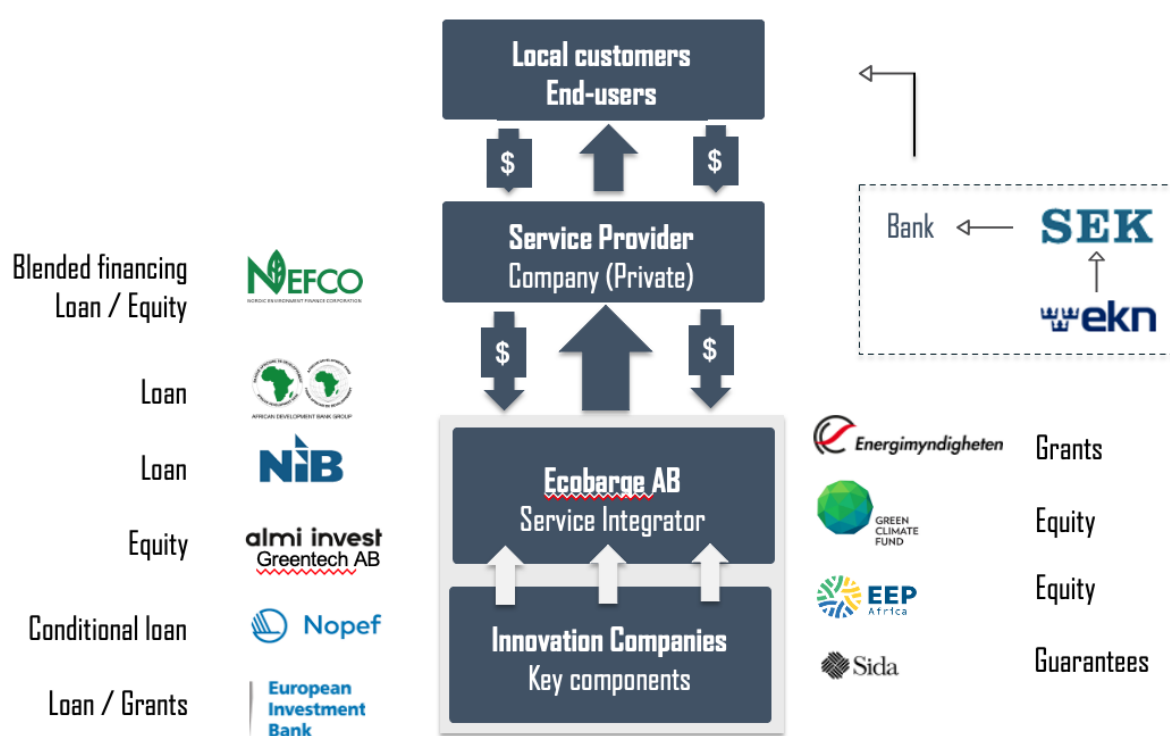 Local customers
End-users
$ $
Service Provider
Company (Private)
$ $
Ecobarge AB
Service Integrator
Innovation Companies
Key components
Blended financing
Loan / Equity
NEFCO
NORDIC ENVIRONMENT FINANCE CORPORATION
Loan
AFRICAN DEVELOPMENT BANK GROUP
Loan
NIB
Equity
almi invest
Greentech AB
Conditional loan
Nopef
Loan / Grants
European
Investment
Bank
Bank
SEK
ekn
Energimyndigheten
Grants
GREEN
CLIMATE
FUND
Equity
EEP
Africa
Equity
Sida
Guarantees